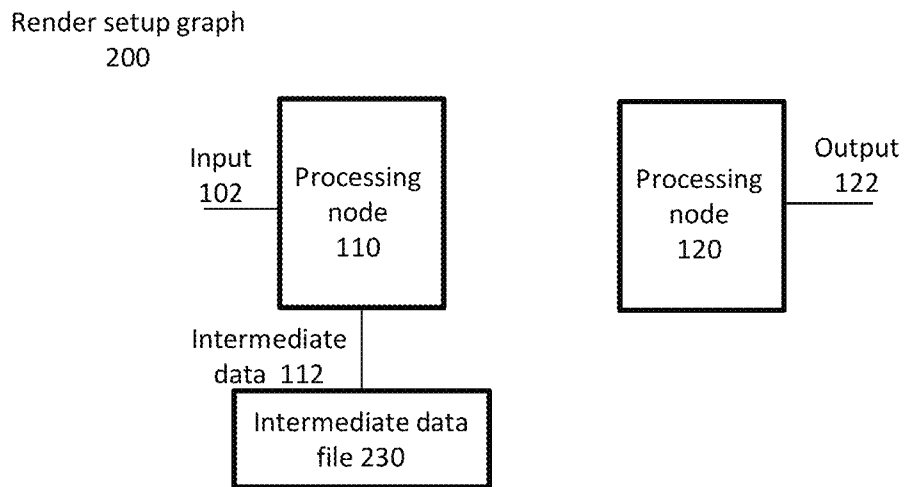 Render setup graph
200
Input
102
Processing
node
110
Processing
node
120
Output
122
Intermediate
data 112
Intermediate data
file 230